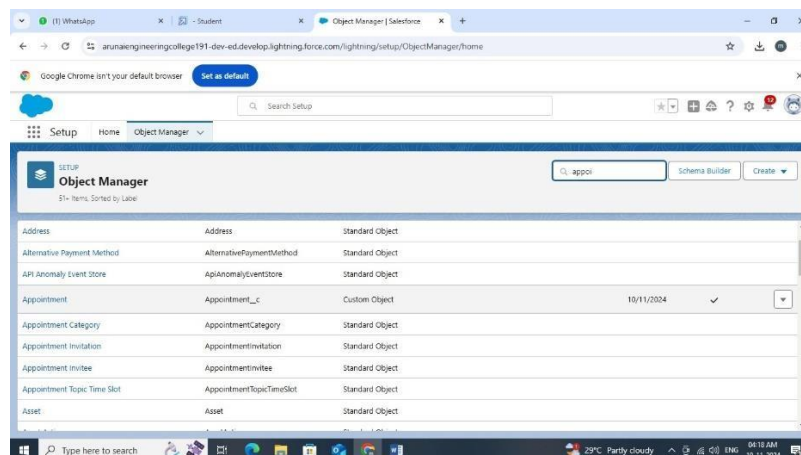 (1) WhatsApp
- Student
Object Manager | Salesforce
arunaiengineeringcollege191-dev-ed.develop.lightning.force.com/lightning/setup/ObjectManager/home
Google Chrome isn't your default browser Set as default
Search Setup
12
Setup Home Object Manager
SETUP
Object Manager
51+ Items, Sorted by Label
appoi
Schema Builder
Create
Address Address Standard Object
Alternative Payment Method AlternativePaymentMethod Standard Object
API Anomaly Event Store ApiAnomalyEventStore Standard Object
Appointment Appointment__c Custom Object 10/11/2024
Appointment Category AppointmentCategory Standard Object
Appointment Invitation AppointmentInvitation Standard Object
Appointment Invitee AppointmentInvitee Standard Object
Appointment Topic Time Slot AppointmentTopicTimeSlot Standard Object
Asset Asset Standard Object
Type here to search
29°C Partly cloudy ENG 04:18 AM
10-11-2024